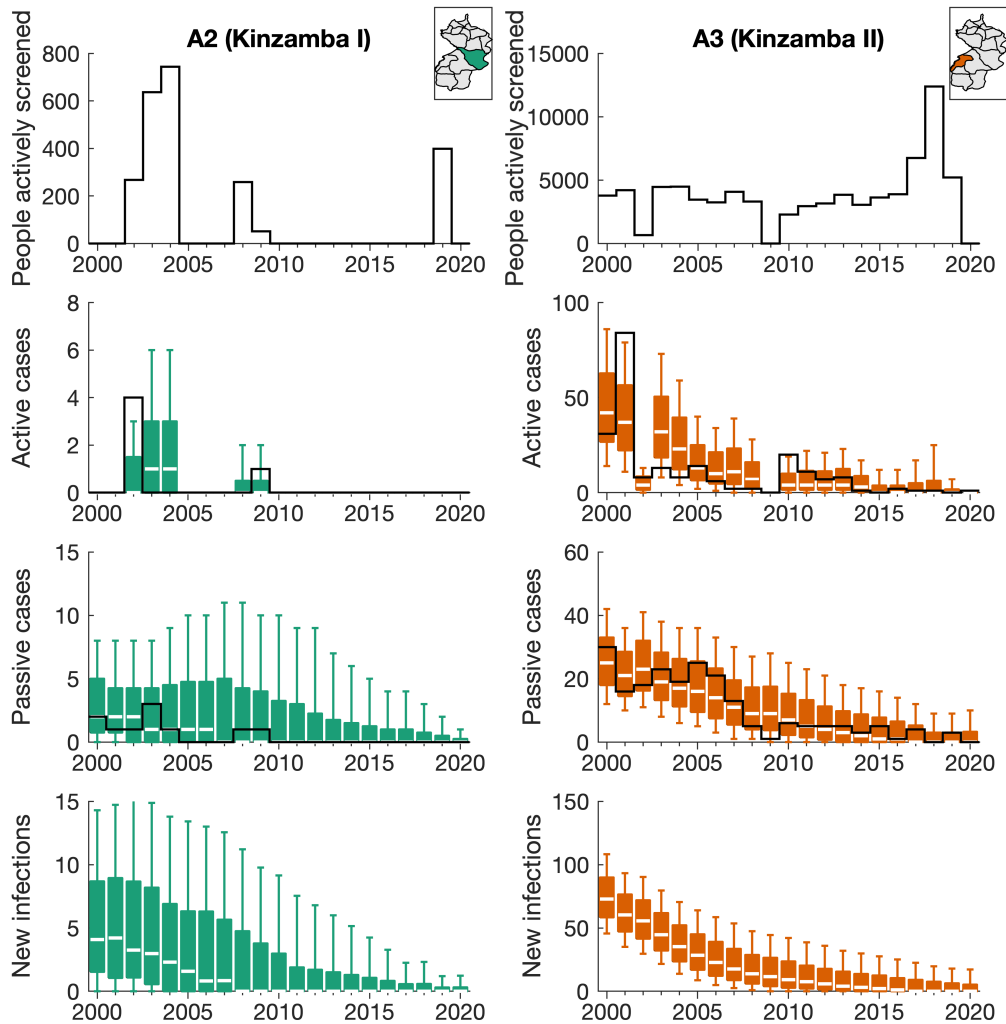 A2 (Kinzamba I)
People actively screened
800
600
400
200
0
2000 2005 2010 2015 2020
A3 (Kinzamba II)
People actively screened
15000
10000
5000
0
2000 2005 2010 2015 2020
Active cases
8
6
4
2
0
2000 2005 2010 2015 2020
Active cases
100
50
0
2000 2005 2010 2015 2020
Passive cases
15
10
5
0
2000 2005 2010 2015 2020
Passive cases
60
40
20
0
2000 2005 2010 2015 2020
New infections
15
10
5
0
2000 2005 2010 2015 2020
New infections
150
100
50
0
2000 2005 2010 2015 2020